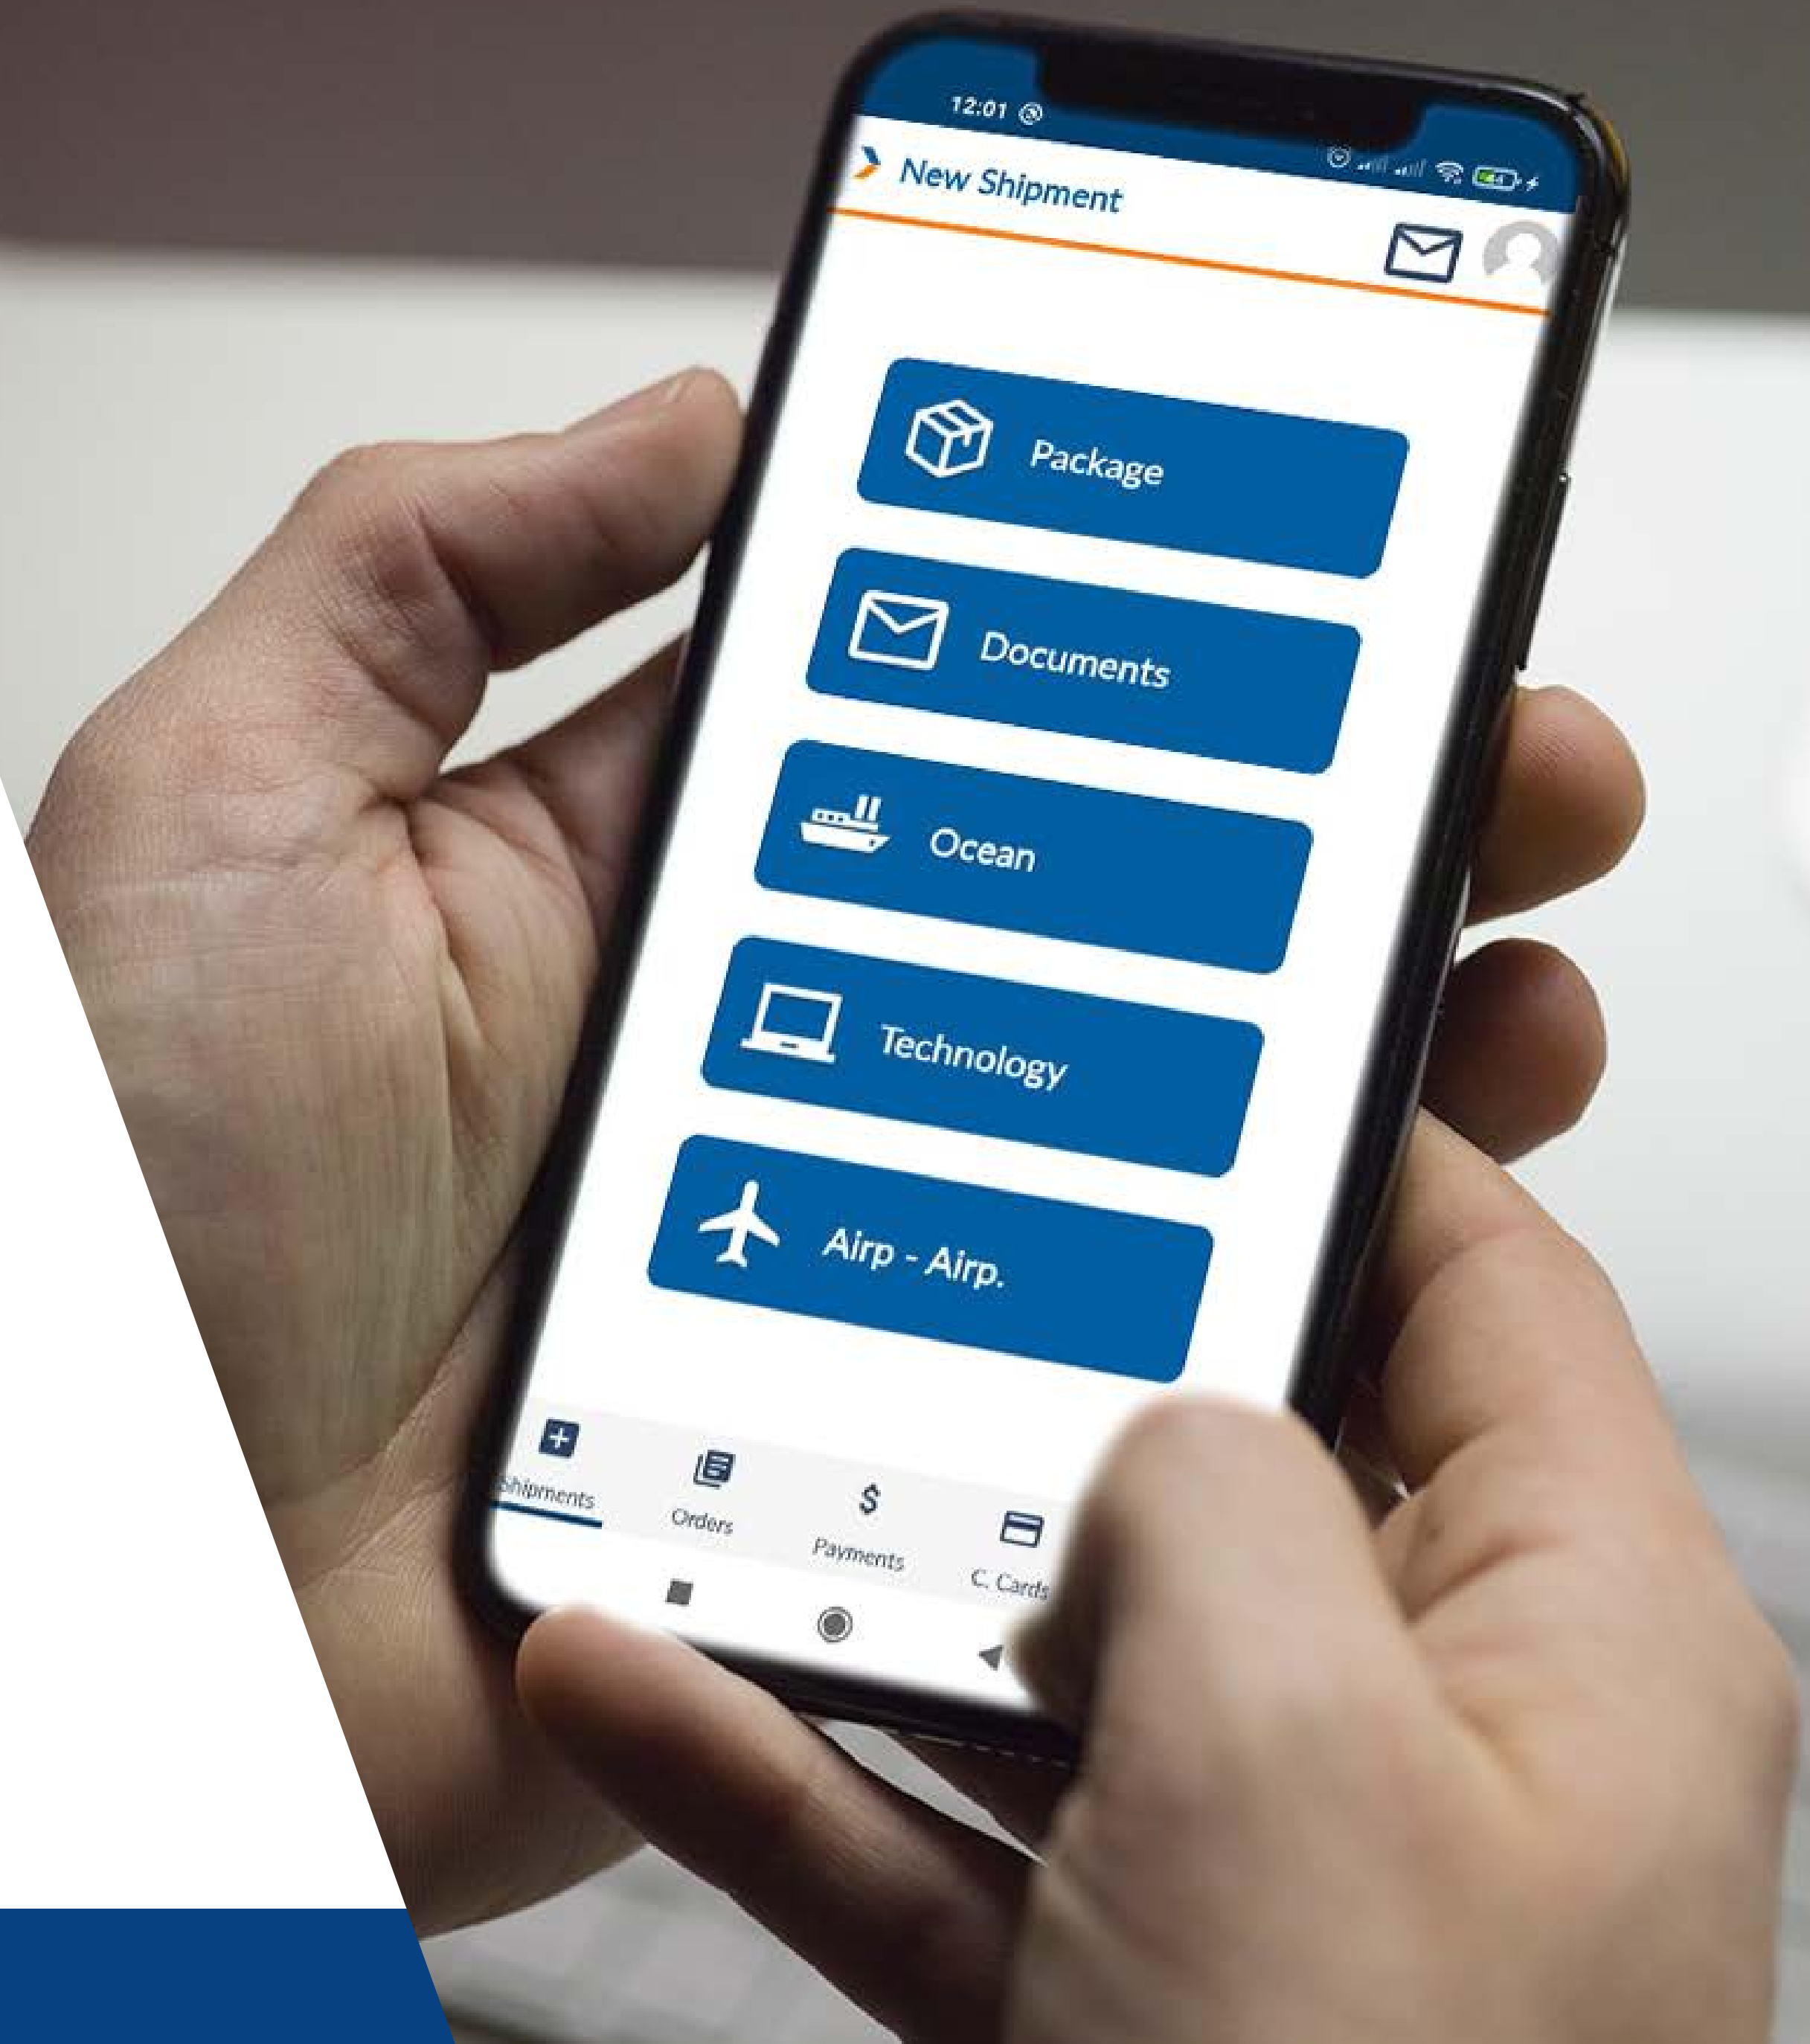 12:01
New Shipment
Package
Documents
Ocean
Technology
Airp - Airp.
Shipments
Orders
Payments
C. Cards